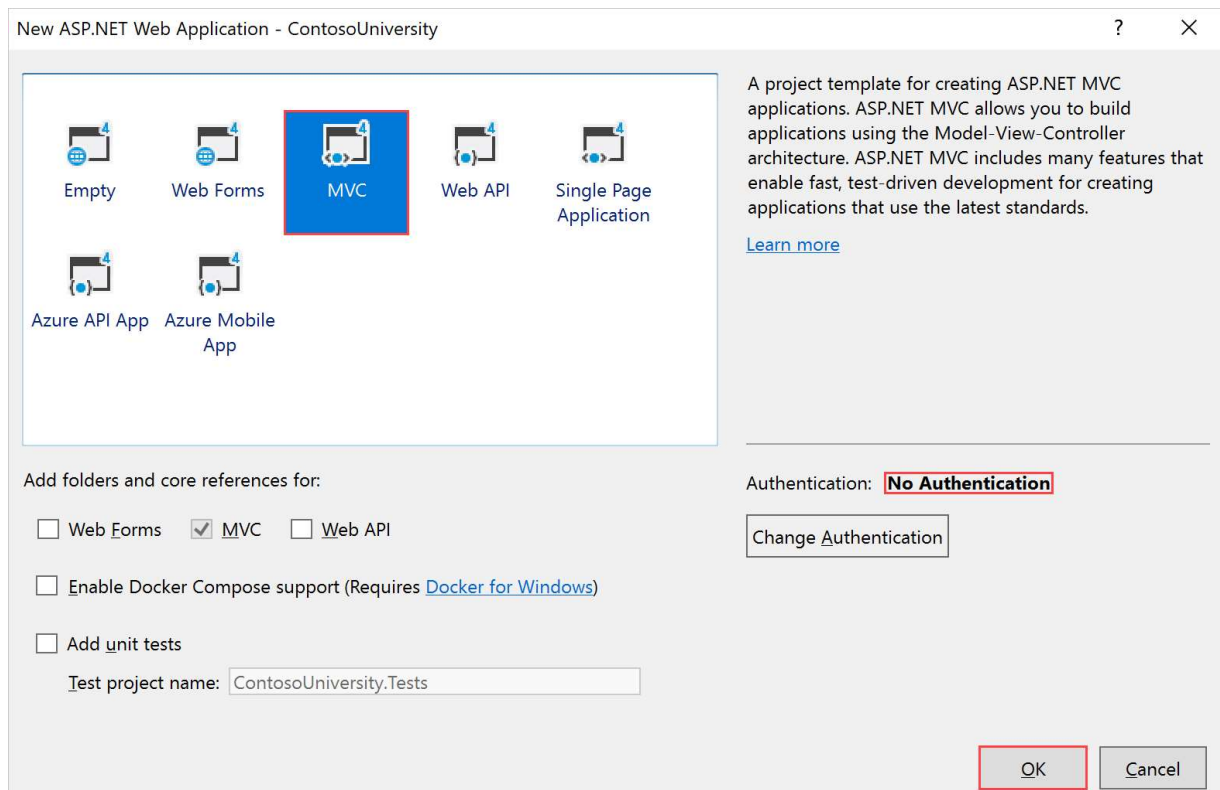 New ASP.NET Web Application - ContosoUniversity
?
4
4
4
4
4
Empty
Web Forms
MVC
Web API
Single Page
Application
4
4
Azure API App
Azure Mobile
App
A project template for creating ASP.NET MVC
applications. ASP.NET MVC allows you to build
applications using the Model-View-Controller
architecture. ASP.NET MVC includes many features that
enable fast, test-driven development for creating
applications that use the latest standards.
Learn more
Add folders and core references for:
Web Forms
MVC
Web API
Enable Docker Compose support (Requires Docker for Windows)
Add unit tests
Test project name: ContosoUniversity.Tests
Authentication: No Authentication
Change Authentication
OK
Cancel